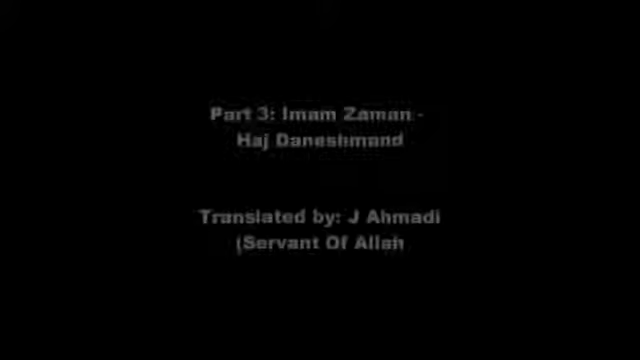 Part 3: Imam Zaman -
Haj Daneshmand
Translated by: J Ahmadi
(Servant Of Allah